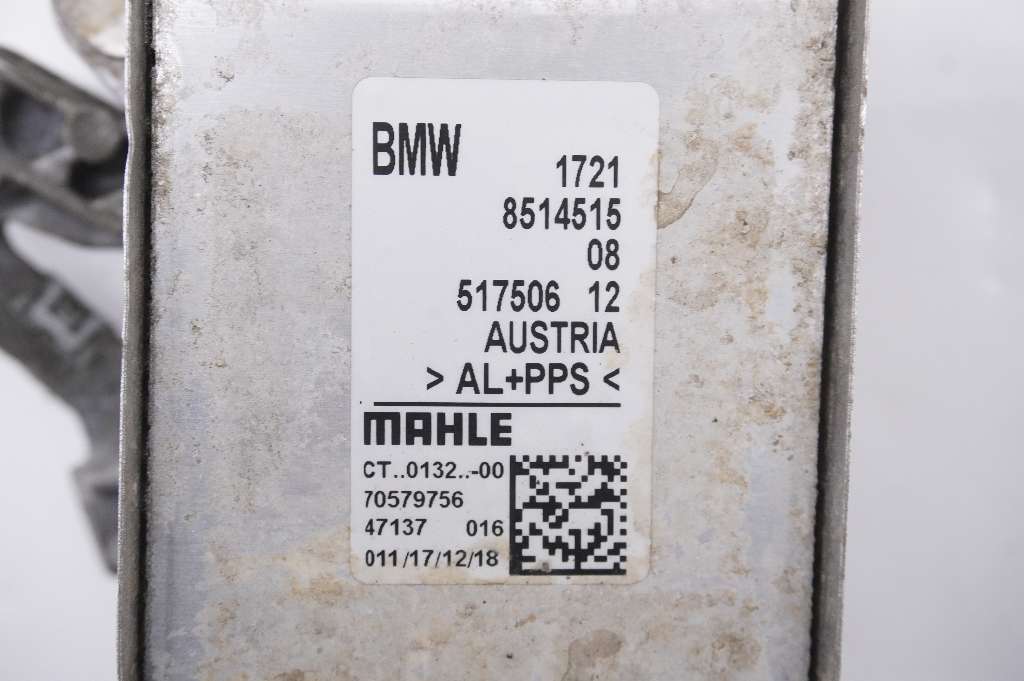 BMW
1721
8514515
08
517506 12
AUSTRIA
> AL+PPS <
MAHLE
CT..0132..-00
70579756
47137 016
011/17/12/18